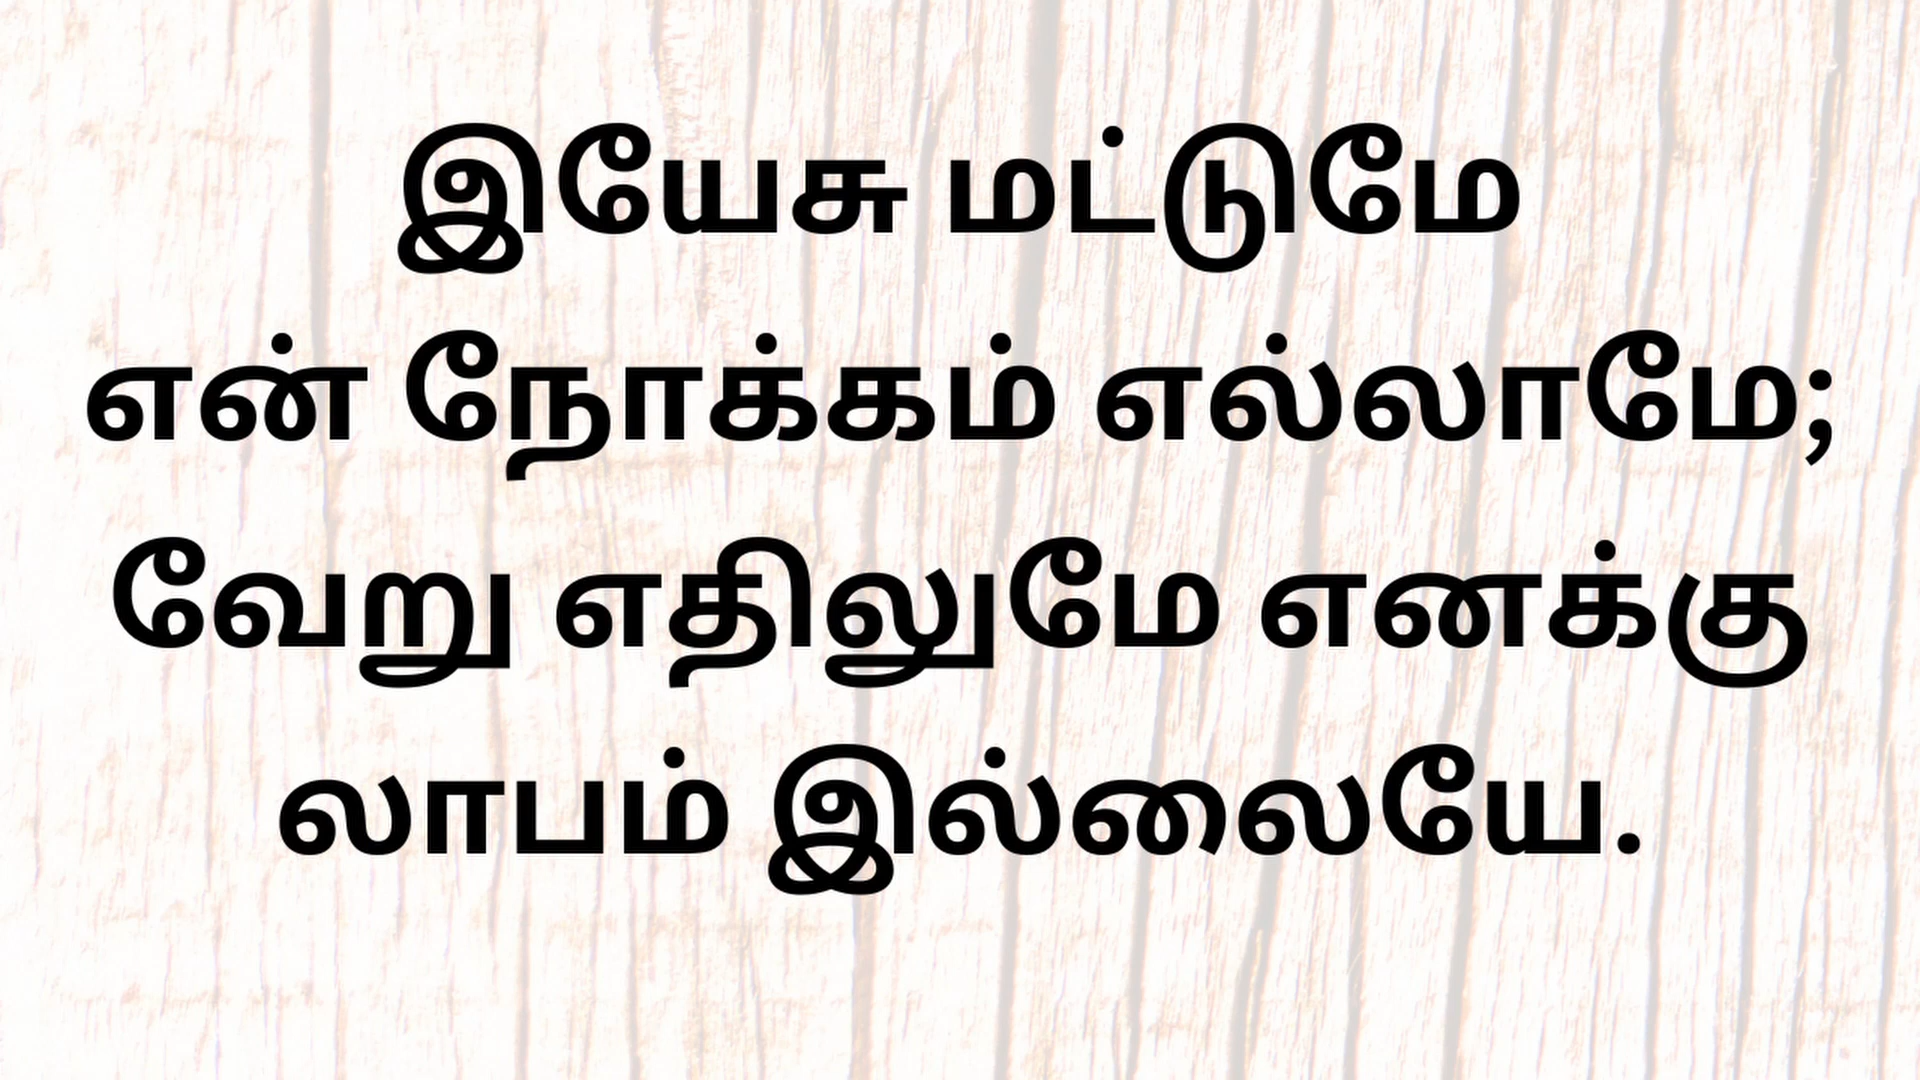 இயேசு மட்டுமே
என் நோக்கம் எல்லாமே;
வேறு எதிலுமே எனக்கு
லாபம் இல்லையே.